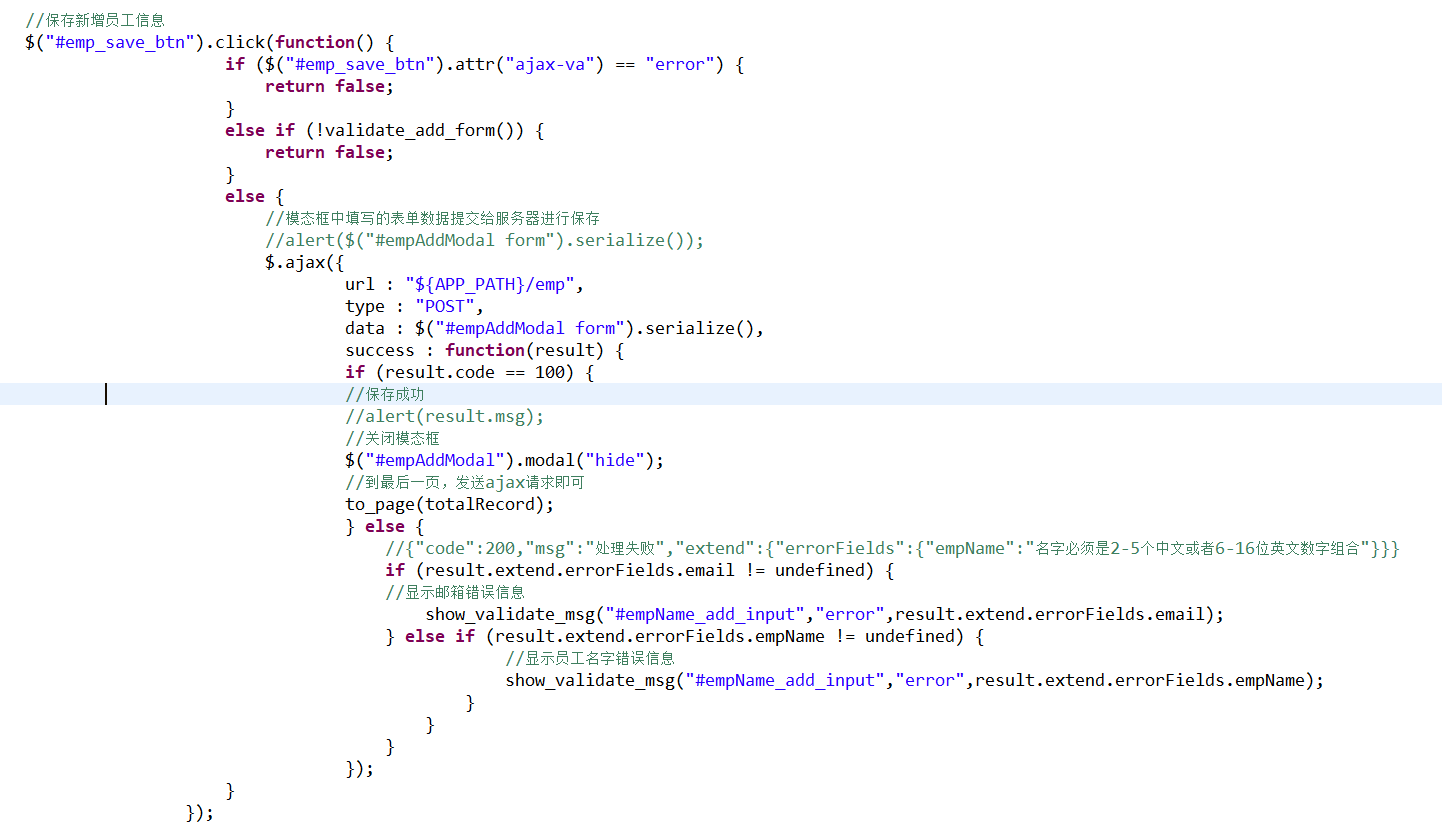 //保存新增员工信息
$("#emp_save_btn").click(function() {
if ($("#emp_save_btn").attr("ajax-va") == "error") {
return false;
}
else if (!validate_add_form()) {
return false;
}
else {
//模态框中填写的表单数据提交给服务器进行保存
//alert($("#empAddModal form").serialize());
$.ajax({
url : "${APP_PATH}/emp",
type : "POST",
data : $("#empAddModal form").serialize(),
success : function(result) {
if (result.code == 100) {
//保存成功
//alert(result.msg);
//关闭模态框
$("#empAddModal").modal("hide");
//到最后一页，发送ajax请求即可
to_page(totalRecord);
} else {
//{"code":200,"msg":"处理失败","extend":{"errorFields":{"empName":"名字必须是2-5个中文或者6-16位英文数字组合"}}}
if (result.extend.errorFields.email != undefined) {
//显示邮箱错误信息
show_validate_msg("#empName_add_input","error",result.extend.errorFields.email);
} else if (result.extend.errorFields.empName != undefined) {
//显示员工名字错误信息
show_validate_msg("#empName_add_input","error",result.extend.errorFields.empName);
}
}
}
});
}
});